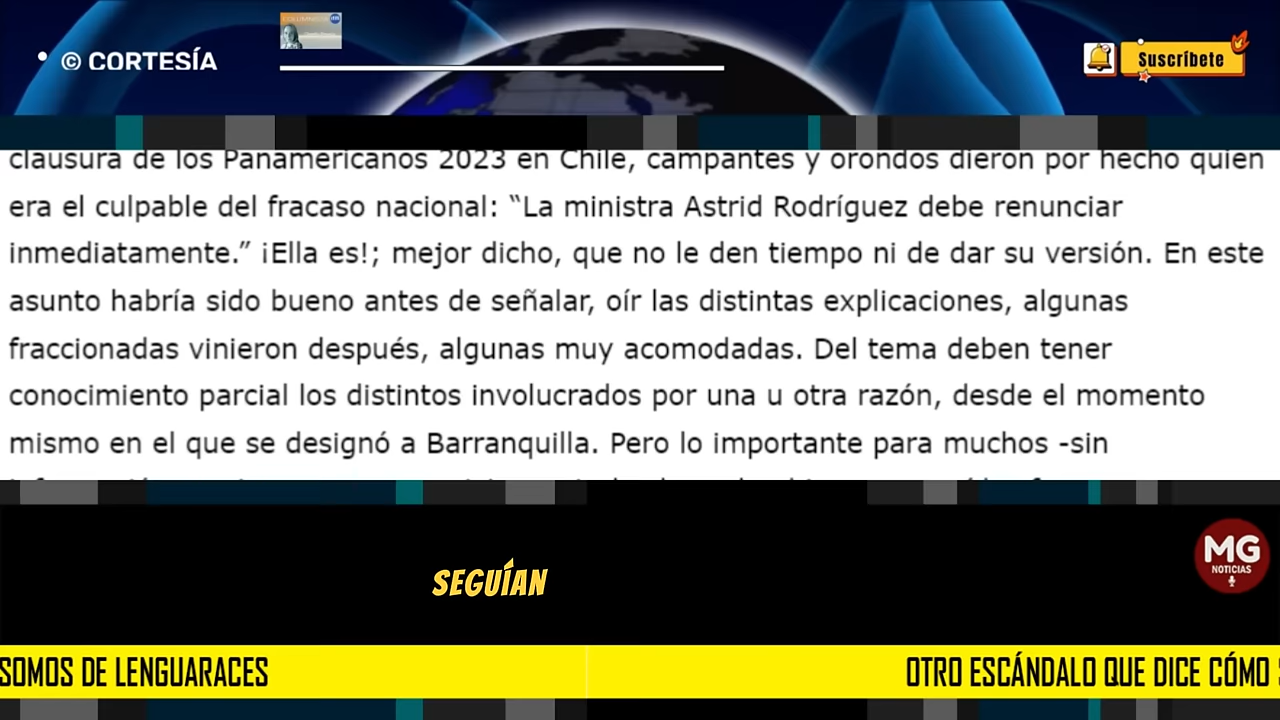 © CORTESÍA
Suscríbete
clausura de los Panamericanos 2023 en Chile, campantes y orondos dieron por hecho quien
era el culpable del fracaso nacional: “La ministra Astrid Rodríguez debe renunciar
inmediatamente.” ¡Ella es!; mejor dicho, que no le den tiempo ni de dar su versión. En este
asunto habría sido bueno antes de señalar, oír las distintas explicaciones, algunas
fraccionadas vinieron después, algunas muy acomodadas. Del tema deben tener
conocimiento parcial los distintos involucrados por una u otra razón, desde el momento
mismo en el que se designó a Barranquilla. Pero lo importante para muchos -sin
MG
NOTICIAS
SEGUÍAN
SOMOS DE LENGUARACES
OTRO ESCÁNDALO QUE DICE CÓMO